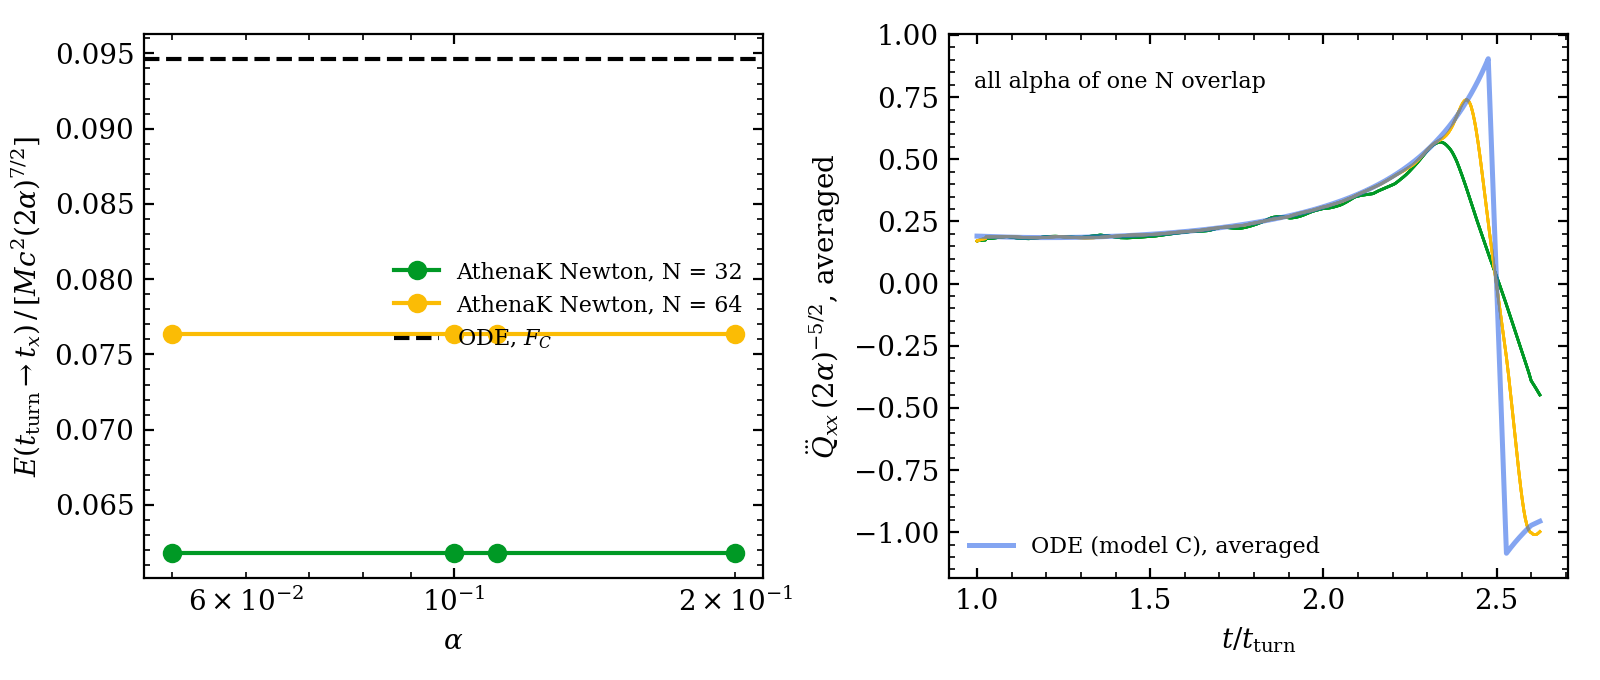 E(t_turn → t_x) / [Mc²(2α)^{7/2}]
0.095
0.090
0.085
0.080
0.075
0.070
0.065
AthenaK Newton, N = 32
AthenaK Newton, N = 64
ODE, F_C
6 × 10⁻²
10⁻¹
2 × 10⁻¹
α
Q⃛_xx (2α)^{−5/2}, averaged
1.00
0.75
0.50
0.25
0.00
−0.25
−0.50
−0.75
−1.00
all alpha of one N overlap
ODE (model C), averaged
1.0
1.5
2.0
2.5
t/t_turn